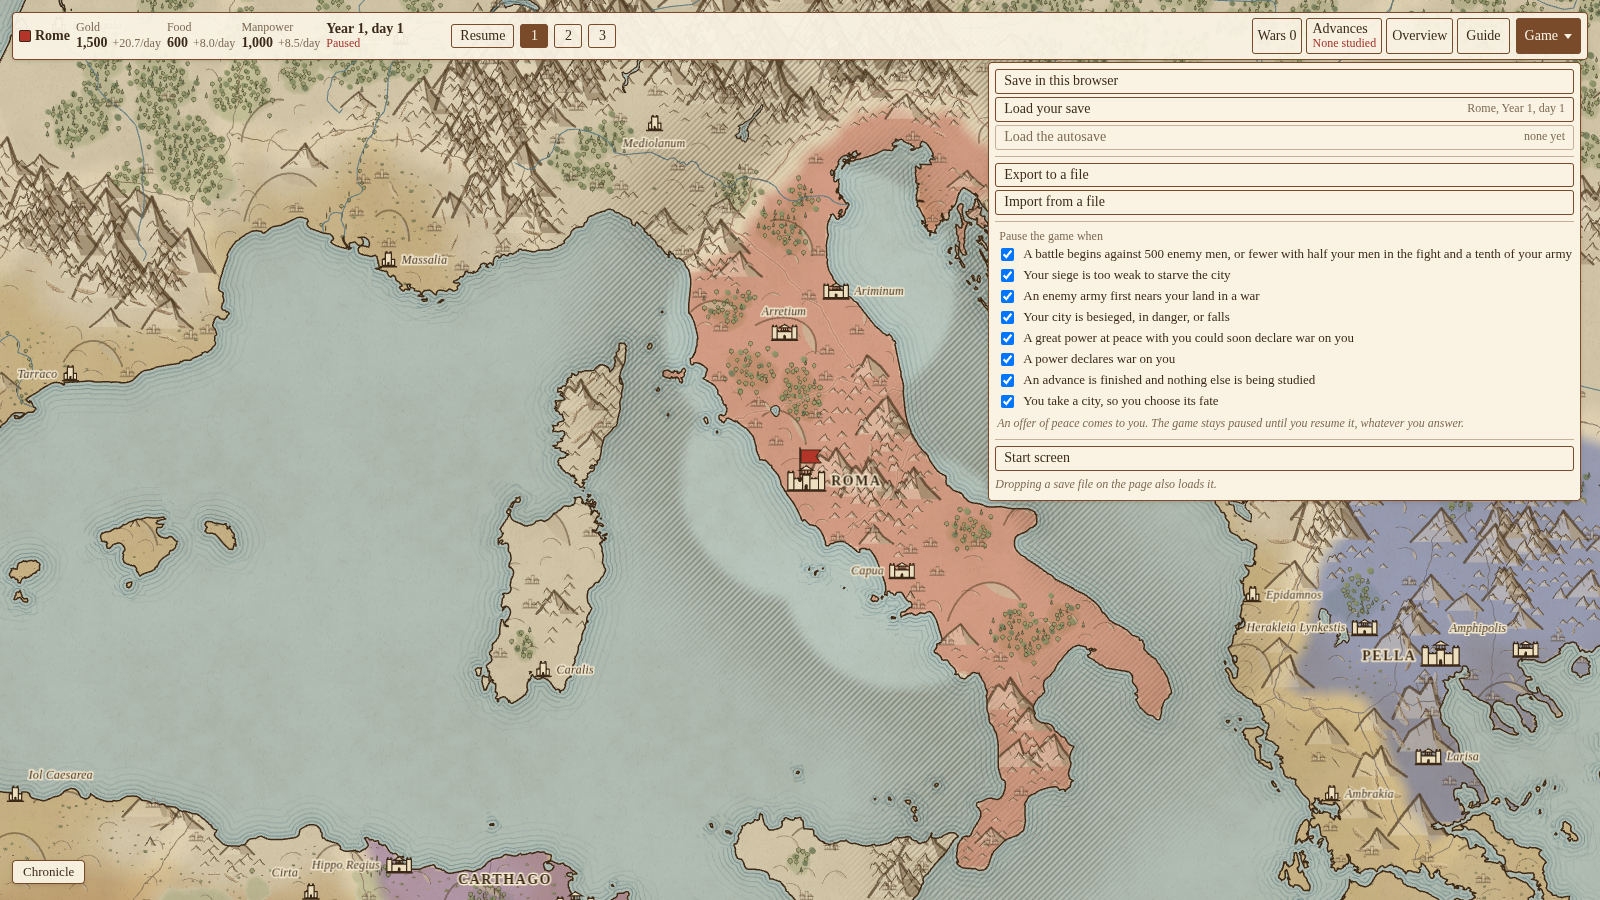 Rome
Gold
1,500 +20.7/day
Food
600 +8.0/day
Manpower
1,000 +8.5/day
Year 1, day 1
Paused
Resume
1
2
3
Wars 0
Advances
None studied
Overview
Guide
Game
Save in this browser
Load your save
Rome, Year 1, day 1
Load the autosave
none yet
Export to a file
Import from a file
Pause the game when
A battle begins against 500 enemy men, or fewer with half your men in the fight and a tenth of your army
Your siege is too weak to starve the city
An enemy army first nears your land in a war
Your city is besieged, in danger, or falls
A great power at peace with you could soon declare war on you
A power declares war on you
An advance is finished and nothing else is being studied
You take a city, so you choose its fate
An offer of peace comes to you. The game stays paused until you resume it, whatever you answer.
Start screen
Dropping a save file on the page also loads it.
Mediolanum
Massalia
Ariminum
Arretium
Tarraco
ROMA
Capua
Epidamnos
Herakleia Lynkestis
Amphipolis
PELLA
Caralis
Larisa
Iol Caesarea
Ambrakia
Cirta
Hippo Regius
CARTHAGO
Chronicle